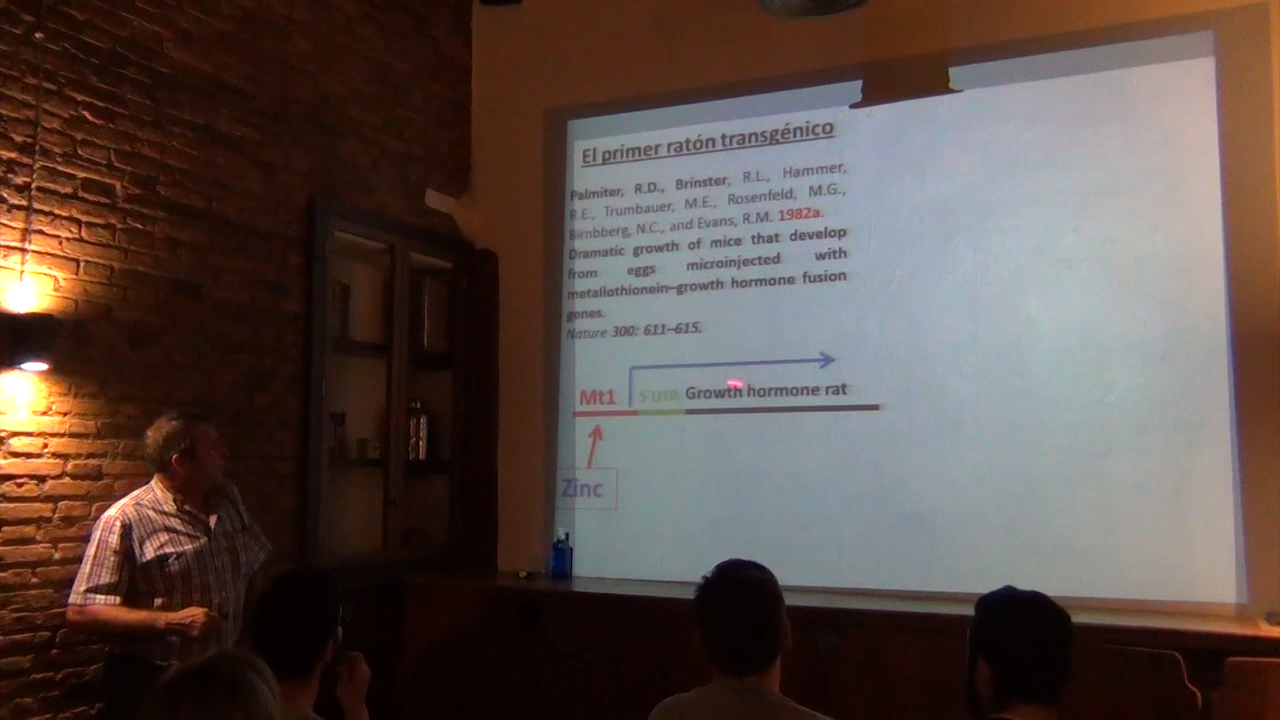 El primer ratón transgénico
Palmiter, R.D., Brinster, R.L., Hammer,
R.E., Trumbauer, M.E., Rosenfeld, M.G.,
Birnbberg, N.C., and Evans, R.M. 1982a.
Dramatic growth of mice that develop
from eggs microinjected with
metallothionein–growth hormone fusion
genes.
Nature 300: 611–615.
Mt1 5´UTR Growth hormone rat
Zinc